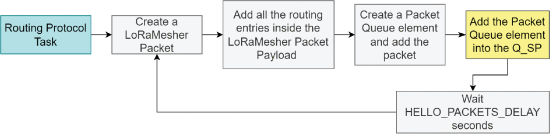 Routing Protocol
Task
Create a
LoRaMesher
Packet
Add all the routing
entries inside the
LoRaMesher Packet
Payload
Create a Packet
Queue element
and add the
packet
Add the Packet
Queue element
into the Q_SP
Wait
HELLO_PACKETS_DELAY
seconds